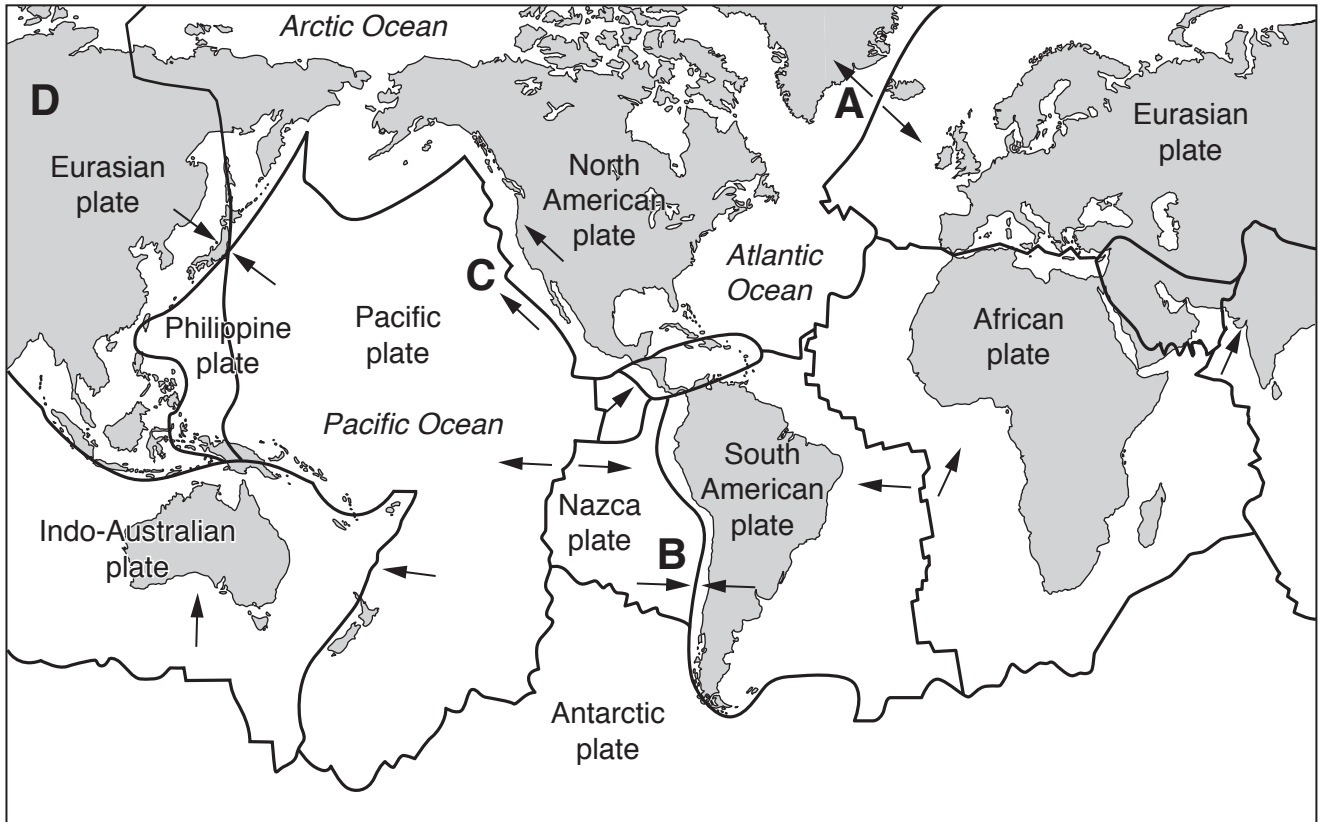 Arctic Ocean
D
A
Eurasian
plate
Eurasian
plate
North
American
plate
Atlantic
Ocean
C
Philippine
plate
Pacific
plate
African
plate
Pacific Ocean
South
American
plate
Nazca
plate
Indo-Australian
plate
B
Antarctic
plate